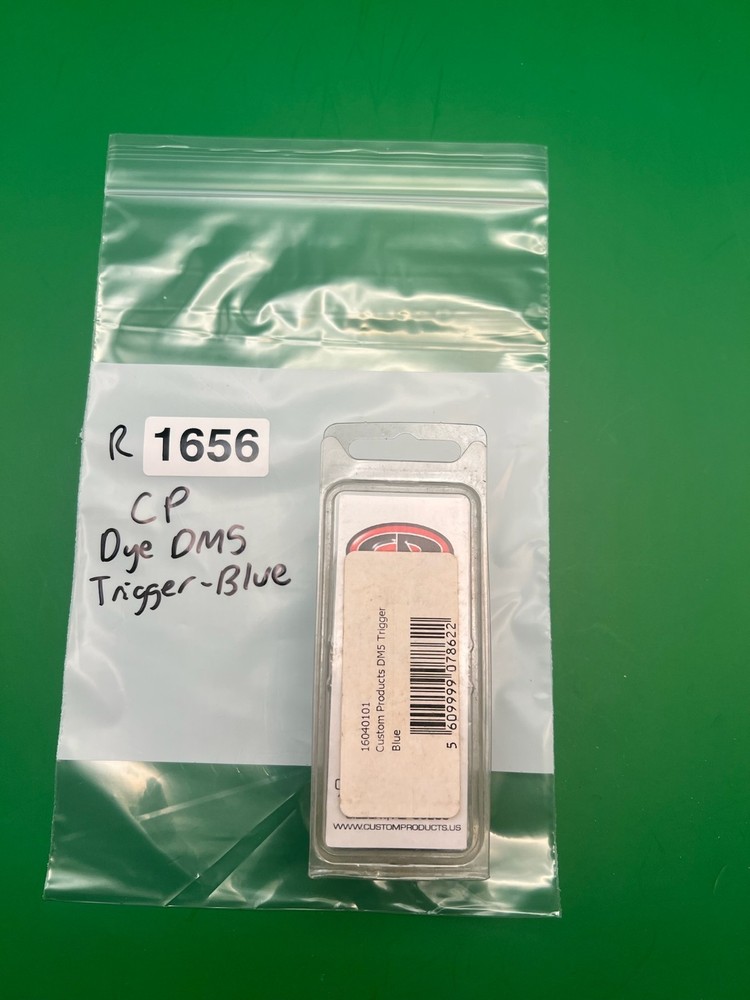 R 1656
CP
Dye DM5
Trigger-Blue
16040101
Custom Products DM5 Trigger
Blue
5 609999 078622
WWW.CUSTOMPRODUCTS.US